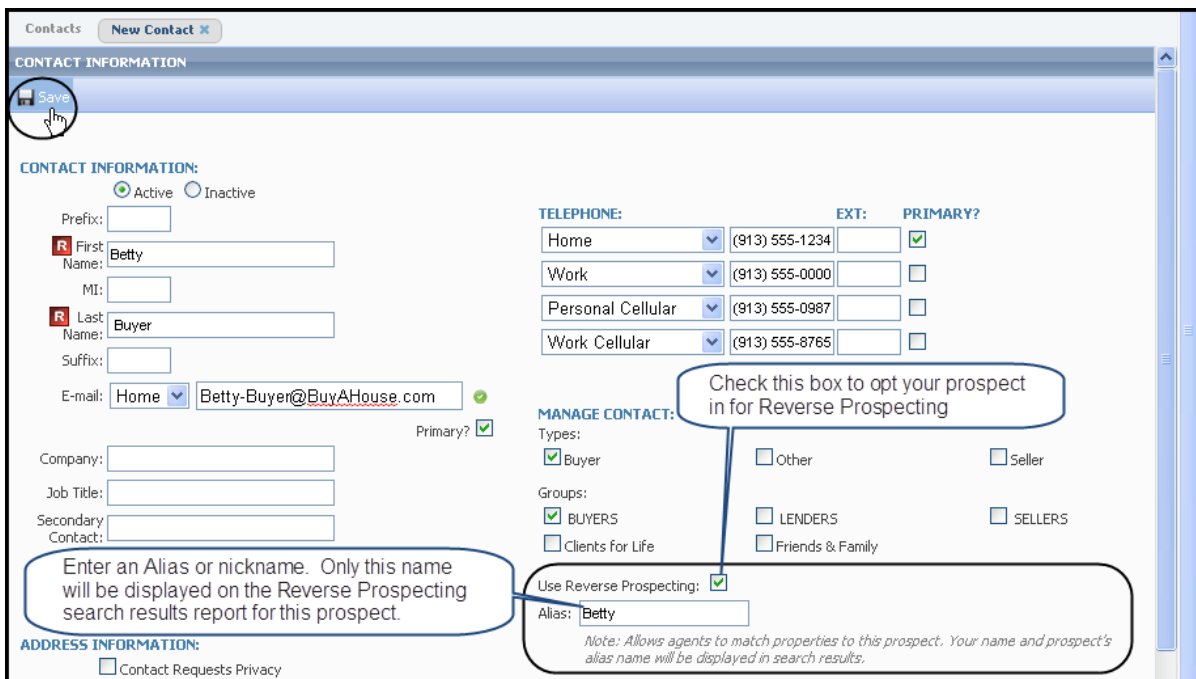 Contacts New Contact
CONTACT INFORMATION
Save
CONTACT INFORMATION:
Active Inactive
Prefix:
R First Name: Betty
MI:
R Last Name: Buyer
Suffix:
E-mail: Home Betty-Buyer@BuyAHouse.com
Primary?
Company:
Job Title:
Secondary Contact:
Enter an Alias or nickname. Only this name
will be displayed on the Reverse Prospecting
search results report for this prospect.
ADDRESS INFORMATION:
Contact Requests Privacy
TELEPHONE: EXT: PRIMARY?
Home (913) 555-1234
Work (913) 555-0000
Personal Cellular (913) 555-0987
Work Cellular (913) 555-8765
Check this box to opt your prospect
in for Reverse Prospecting
MANAGE CONTACT:
Types:
Buyer Other Seller
Groups:
BUYERS LENDERS SELLERS
Clients for Life Friends & Family
Use Reverse Prospecting:
Alias: Betty
Note: Allows agents to match properties to this prospect. Your name and prospect's
alias name will be displayed in search results.